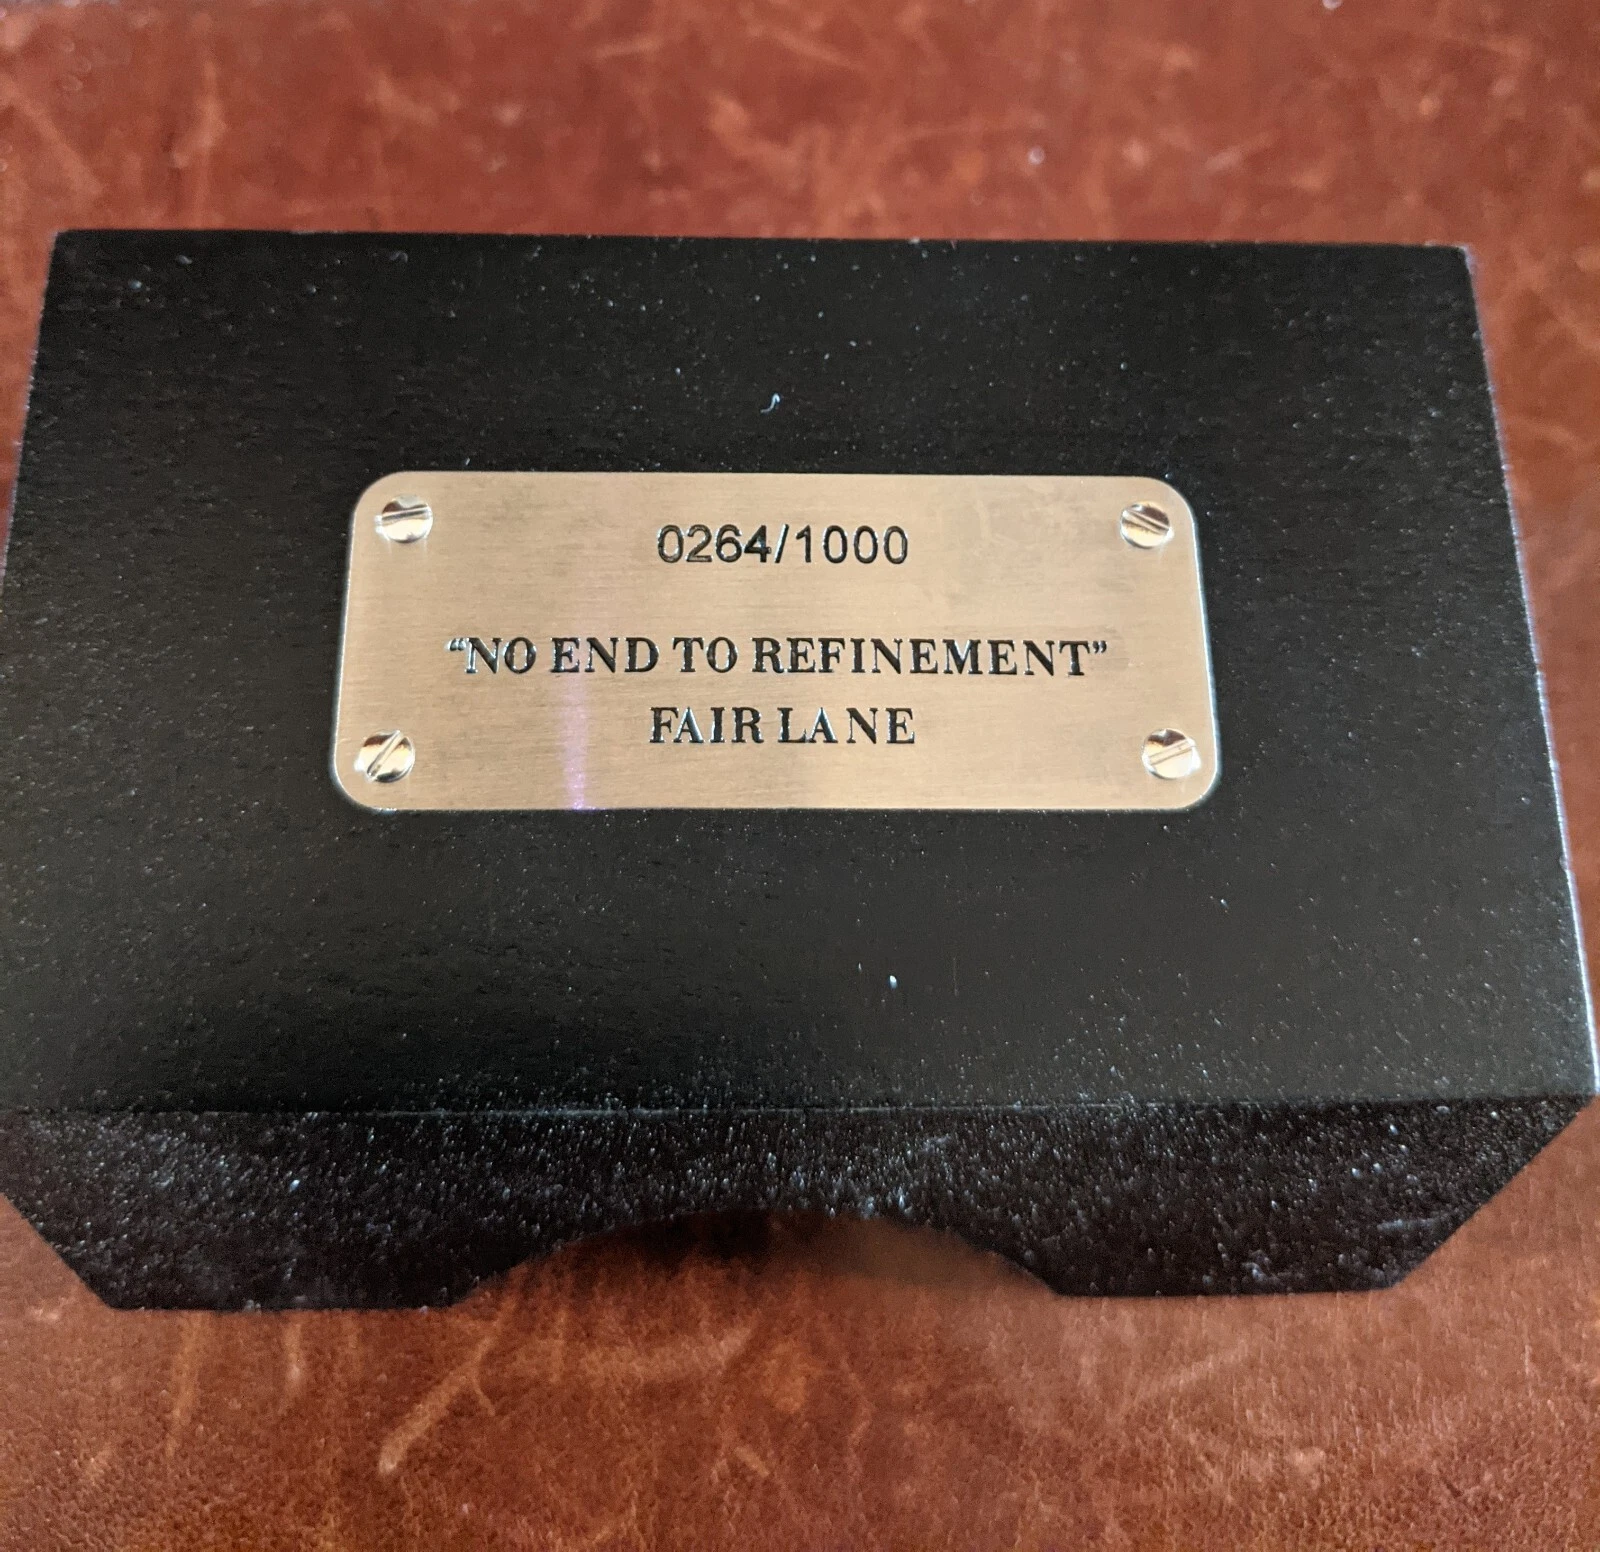 0264/1000
“NO END TO REFINEMENT”
FAIR LANE